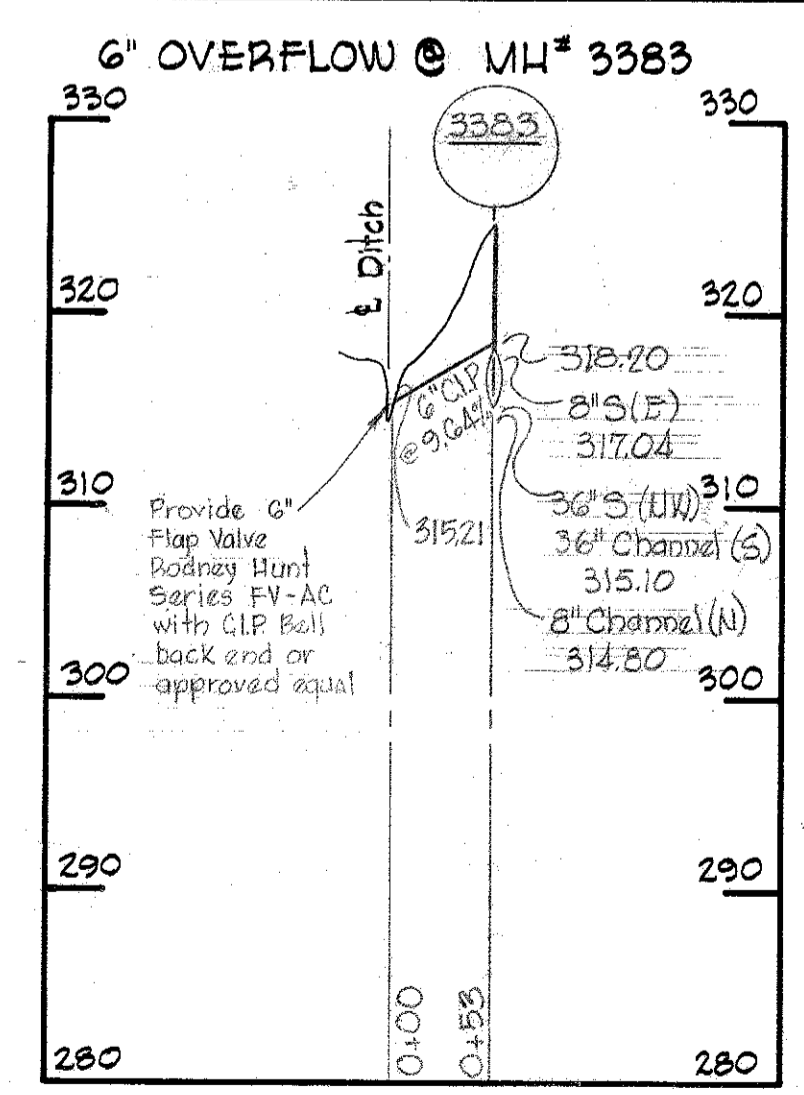 6" OVERFLOW @ MH# 3383
330
330
3383
℄ Ditch
320
320
318.20
6" C.I.P.
@ 9.64%
8" S (E)
317.04
310
310
36" S (NW)
36" Channel (S)
315.10
315.21
Provide 6"
Flap Valve
Rodney Hunt
Series FV-AC
with C.I.P. Bell
back end or
approved equal
8" Channel (N)
314.80
300
300
290
290
0+00
0+53
280
280